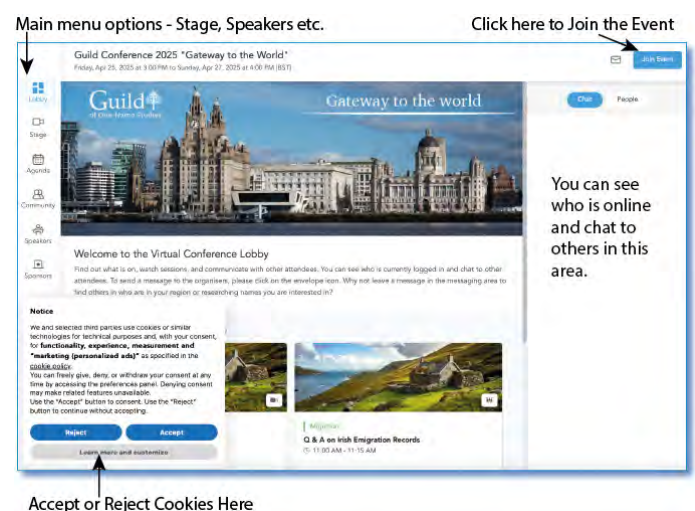 Main menu options - Stage, Speakers etc.
Click here to Join the Event
Guild Conference 2025 "Gateway to the World"
Friday, Apr 25, 2025 at 3:00 PM to Sunday, Apr 27, 2025 at 4:00 PM (BST)
Join Event
Lobby
Stage
Agenda
Community
Speakers
Sponsors
Guild
of One-Name Studies
Gateway to the world
Chat
People
You can see
who is online
and chat to
others in this
area.
Welcome to the Virtual Conference Lobby
Find out what is on, watch sessions, and communicate with other attendees. You can see who is currently logged in and chat to other
attendees. To send a message to the organisers, please click on the envelope icon. Why not leave a message in the messaging area to
find others in who are in your region or researching names you are interested in?
Notice
We and selected third parties use cookies or similar
technologies for technical purposes and, with your consent,
for functionality, experience, measurement and
"marketing (personalized ads)" as specified in the
cookie policy.
You can freely give, deny, or withdraw your consent at any
time by accessing the preferences panel. Denying consent
may make related features unavailable.
Use the "Accept" button to consent. Use the "Reject"
button to continue without accepting.
Reject
Accept
Learn more and customize
Migration
Q & A on Irish Emigration Records
11:00 AM - 11:15 AM
Accept or Reject Cookies Here